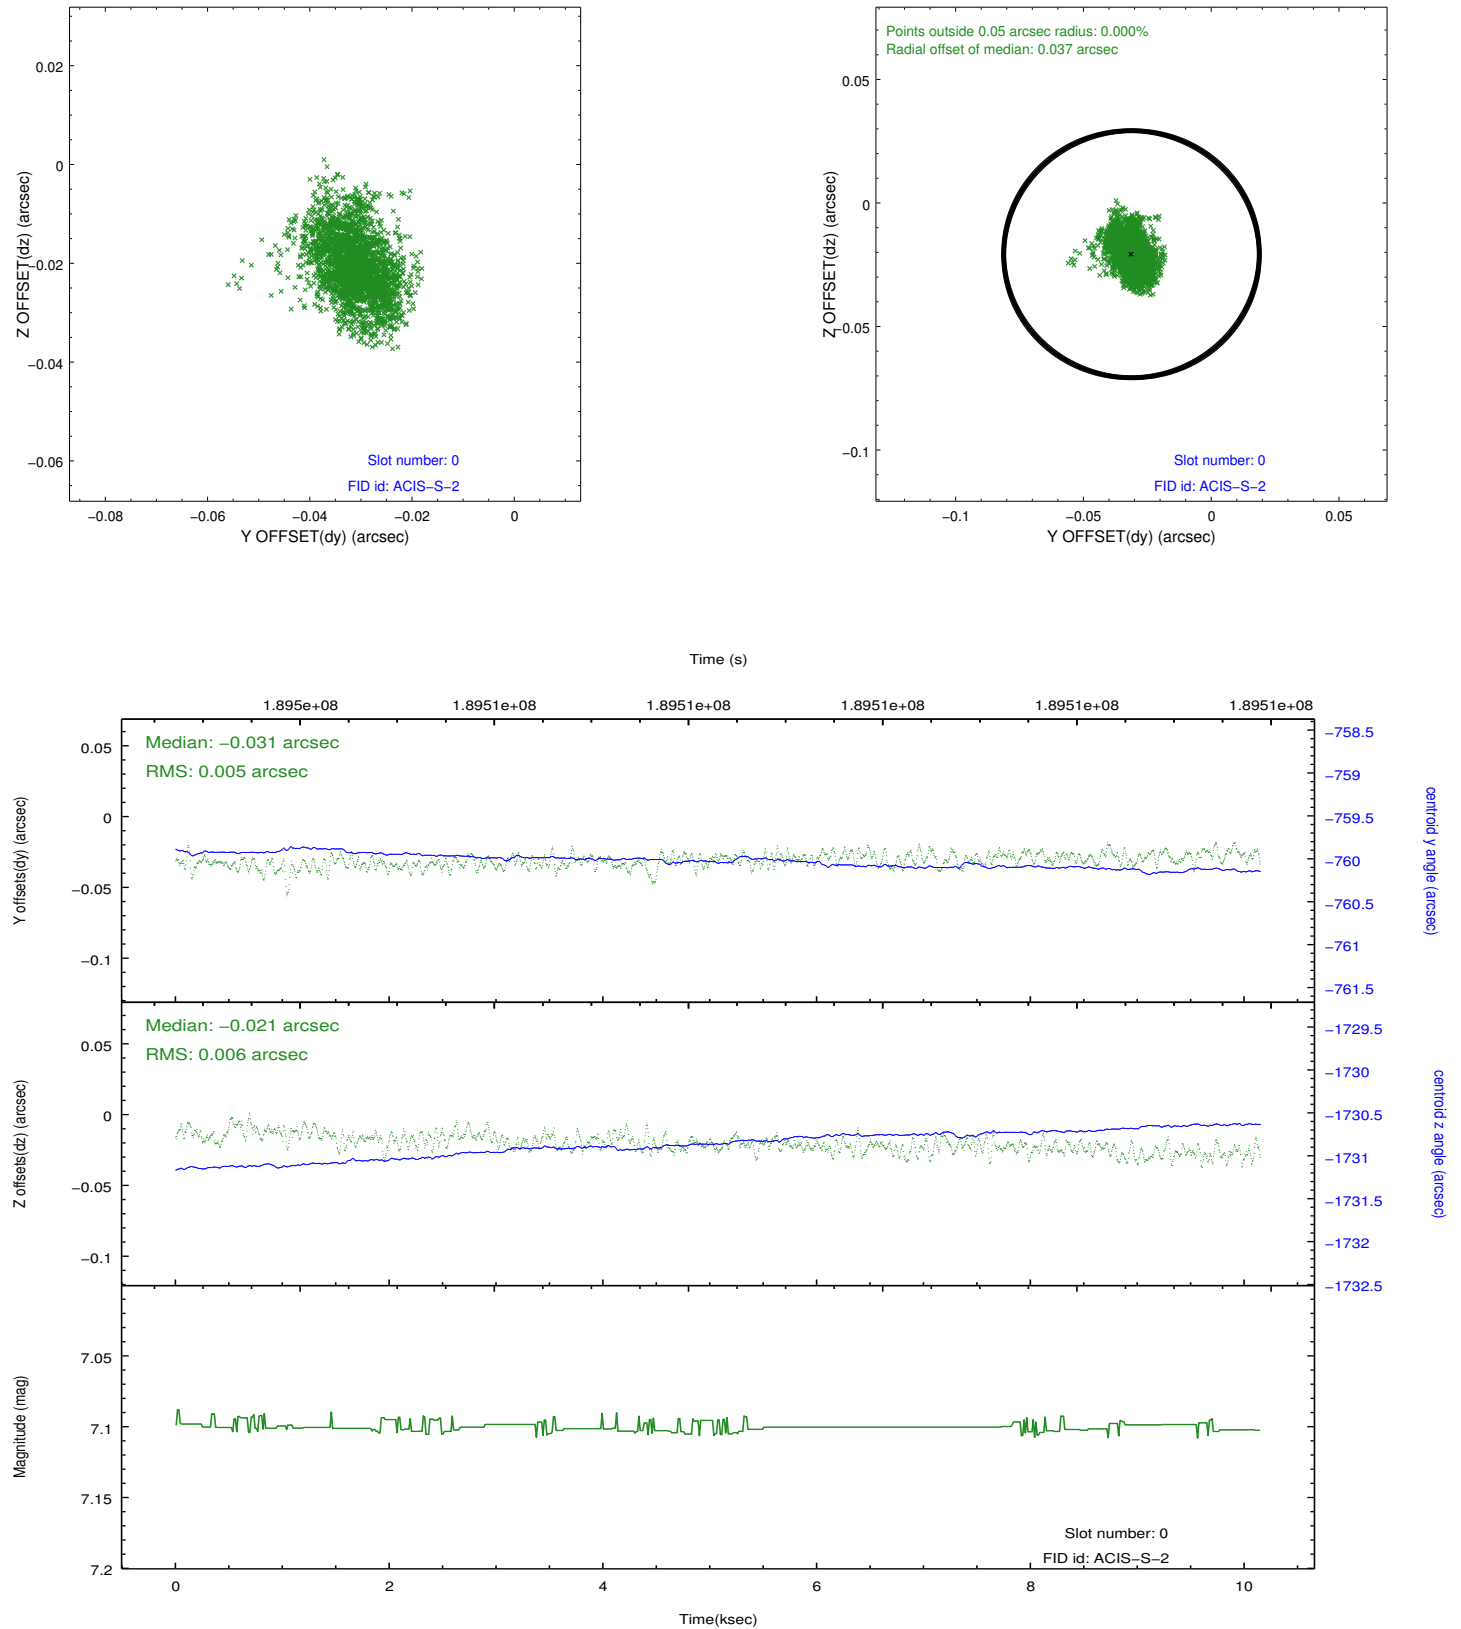 0.02
0
−0.02
−0.04
−0.06
Z OFFSET(dz) (arcsec)
Slot number: 0
FID id: ACIS−S−2
−0.08 −0.06 −0.04 −0.02 0
Y OFFSET(dy) (arcsec)
Points outside 0.05 arcsec radius: 0.000%
Radial offset of median: 0.037 arcsec
0.05
0
−0.05
−0.1
Z OFFSET(dz) (arcsec)
Slot number: 0
FID id: ACIS−S−2
−0.1 −0.05 0 0.05
Y OFFSET(dy) (arcsec)
Time (s)
1.895e+08 1.8951e+08 1.8951e+08 1.8951e+08 1.8951e+08 1.8951e+08
Median: −0.031 arcsec
RMS: 0.005 arcsec
0.05
0
−0.05
−0.1
Y offsets(dy) (arcsec)
−758.5
−759
−759.5
−760
−760.5
−761
−761.5
centroid y angle (arcsec)
Median: −0.021 arcsec
RMS: 0.006 arcsec
0.05
0
−0.05
−0.1
Z offsets(dz) (arcsec)
−1729.5
−1730
−1730.5
−1731
−1731.5
−1732
−1732.5
centroid z angle (arcsec)
7.05
7.1
7.15
7.2
Magnitude (mag)
Slot number: 0
FID id: ACIS−S−2
0 2 4 6 8 10
Time(ksec)